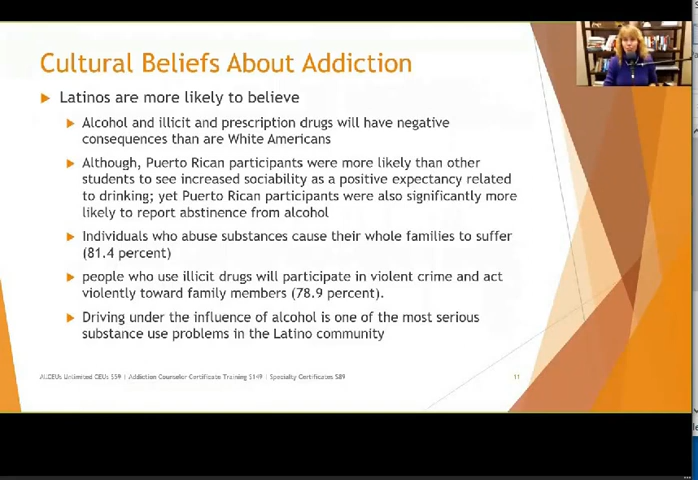 Cultural Beliefs About Addiction
Latinos are more likely to believe
Alcohol and illicit and prescription drugs will have negative
consequences than are White Americans
Although, Puerto Rican participants were more likely than other
students to see increased sociability as a positive expectancy related
to drinking; yet Puerto Rican participants were also significantly more
likely to report abstinence from alcohol
Individuals who abuse substances cause their whole families to suffer
(81.4 percent)
people who use illicit drugs will participate in violent crime and act
violently toward family members (78.9 percent).
Driving under the influence of alcohol is one of the most serious
substance use problems in the Latino community
ALLCEUs Unlimited CEUs $59 | Addiction Counselor Certificate Training $149 | Specialty Certificates $89
11